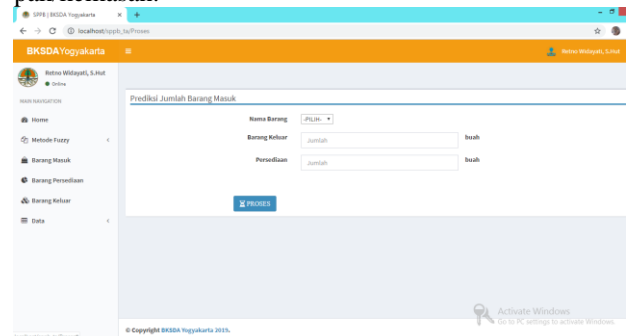 SPPB | BKSDA Yogyakarta
localhost/sppb_ta/Proses
BKSDAYogyakarta
Retno Widayati, S.Hut
Retno Widayati, S.Hut
Online
MAIN NAVIGATION
Home
Metode Fuzzy
Barang Masuk
Barang Persediaan
Barang Keluar
Data
Prediksi Jumlah Barang Masuk
Nama Barang -PILIH-
Barang Keluar Jumlah buah
Persediaan Jumlah buah
PROSES
Activate Windows
Go to PC settings to activate Windows.
© Copyright BKSDA Yogyakarta 2019.